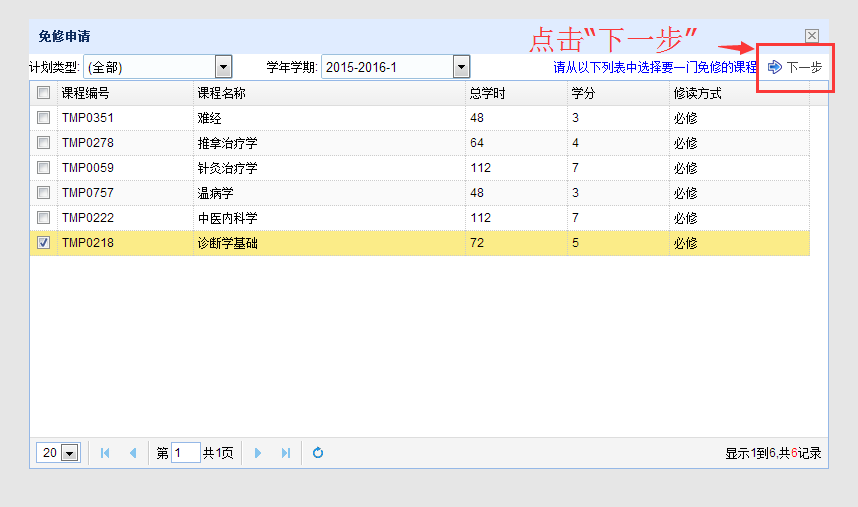 免修申请
点击“下一步”
计划类型: (全部) 学年学期: 2015-2016-1 请从以下列表中选择要一门免修的课程 下一步
课程编号 课程名称 总学时 学分 修读方式
TMP0351 难经 48 3 必修
TMP0278 推拿治疗学 64 4 必修
TMP0059 针灸治疗学 112 7 必修
TMP0757 温病学 48 3 必修
TMP0222 中医内科学 112 7 必修
TMP0218 诊断学基础 72 5 必修
20 第 1 共1页 显示1到6,共6记录